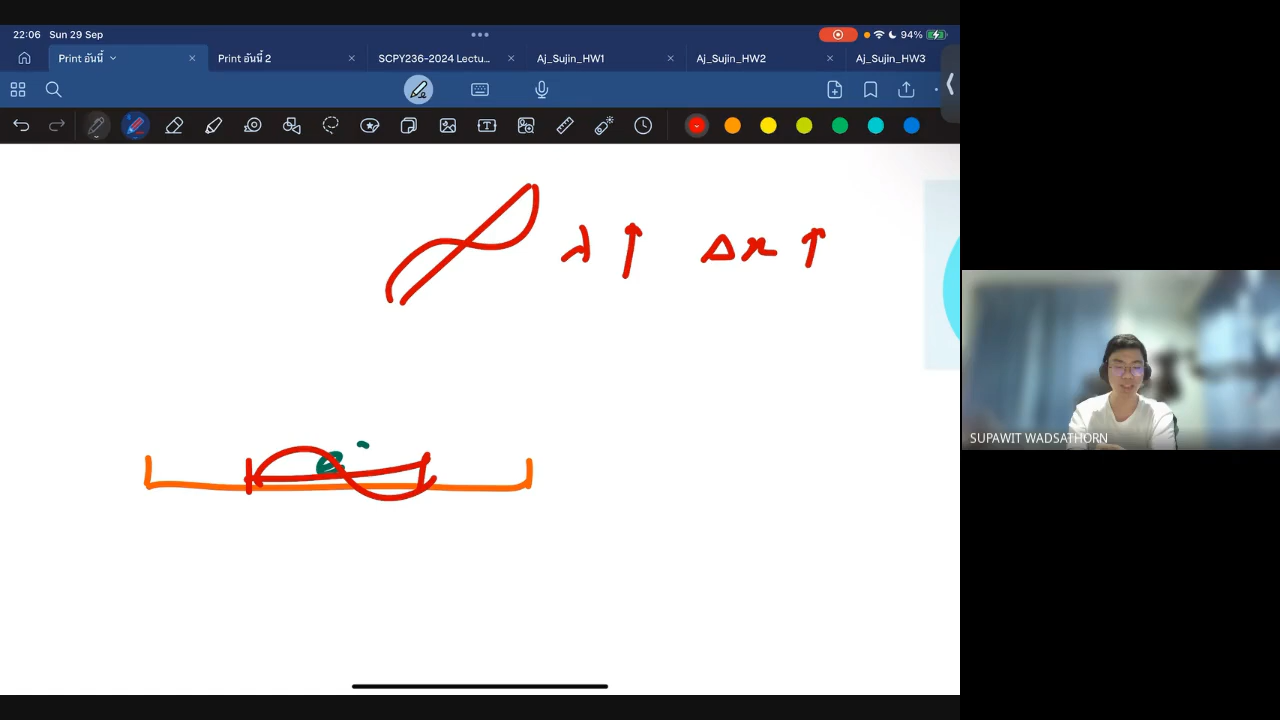 22:06 Sun 29 Sep 94%
Print อันนี้ Print อันนี้ 2 SCPY236-2024 Lectu... Aj_Sujin_HW1 Aj_Sujin_HW2 Aj_Sujin_HW3
λ ↑ Δx ↑
e⁻
SUPAWIT WADSATHORN